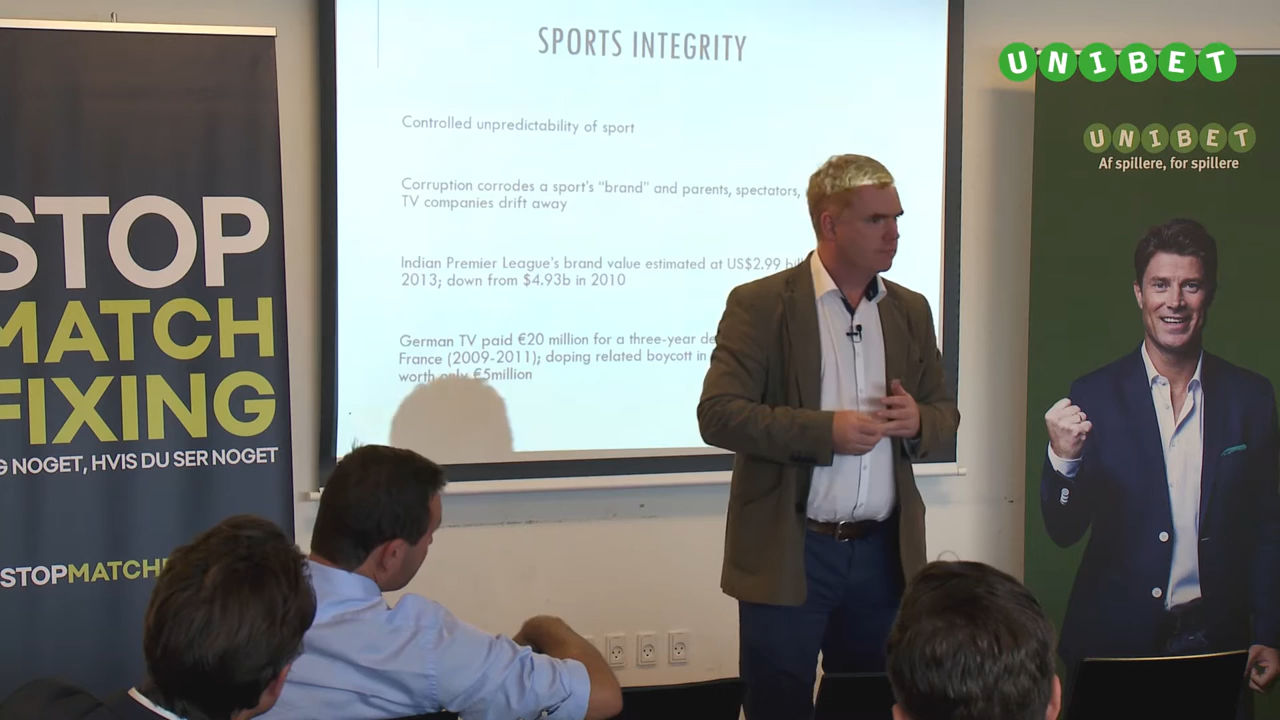 SPORTS INTEGRITY
Controlled unpredictability of sport
Corruption corrodes a sport's "brand" and parents, spectators,
TV companies drift away
Indian Premier League's brand value estimated at US$2.99
2013; down from $4.93b in 2010
German TV paid €20 million for a three-year
France (2009-2011); doping related boycott in
worth only €5million
STOP
MATCH
FIXING
NOGET, HVIS DU SER NOGET
STOPMATCH
UNIBET
UNIBET
Af spillere, for spillere